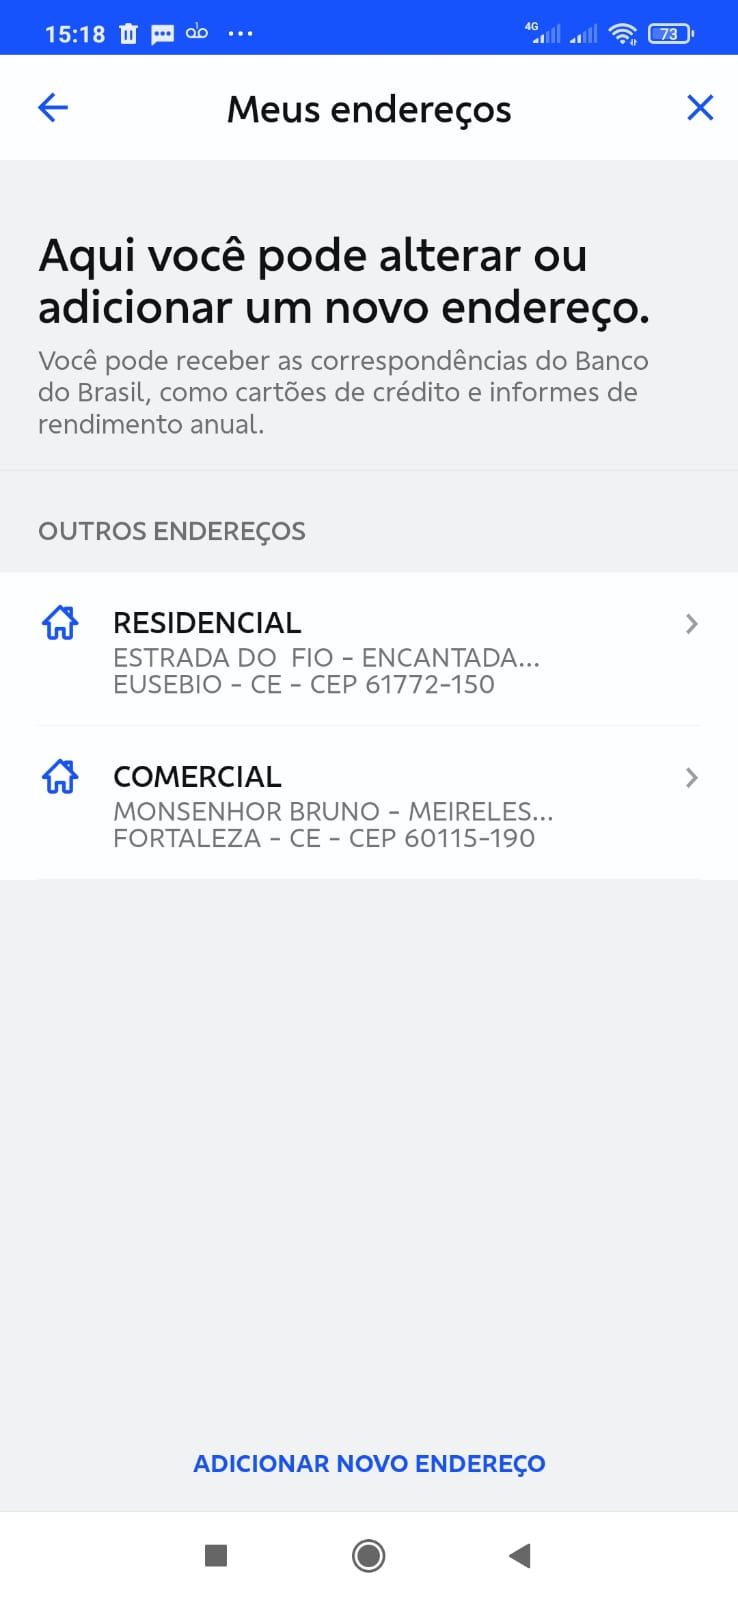 15:18
4G
73
Meus endereços
Aqui você pode alterar ou
adicionar um novo endereço.
Você pode receber as correspondências do Banco
do Brasil, como cartões de crédito e informes de
rendimento anual.
OUTROS ENDEREÇOS
RESIDENCIAL
ESTRADA DO  FIO - ENCANTADA...
EUSEBIO - CE - CEP 61772-150
COMERCIAL
MONSENHOR BRUNO - MEIRELES...
FORTALEZA - CE - CEP 60115-190
ADICIONAR NOVO ENDEREÇO